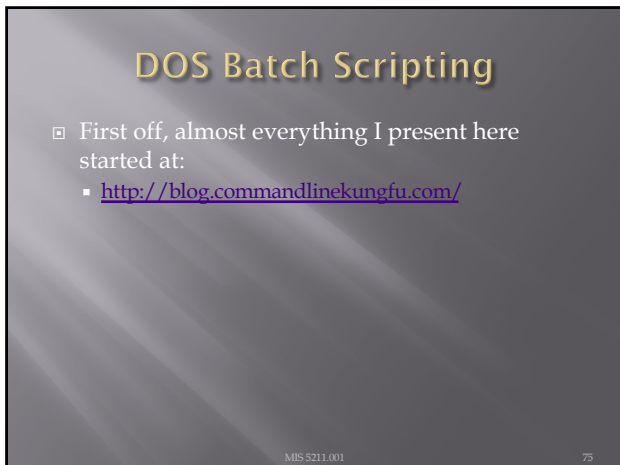 DOS Batch Scripting
First off, almost everything I present here
started at:
http://blog.commandlinekungfu.com/
MIS 5211.001
75